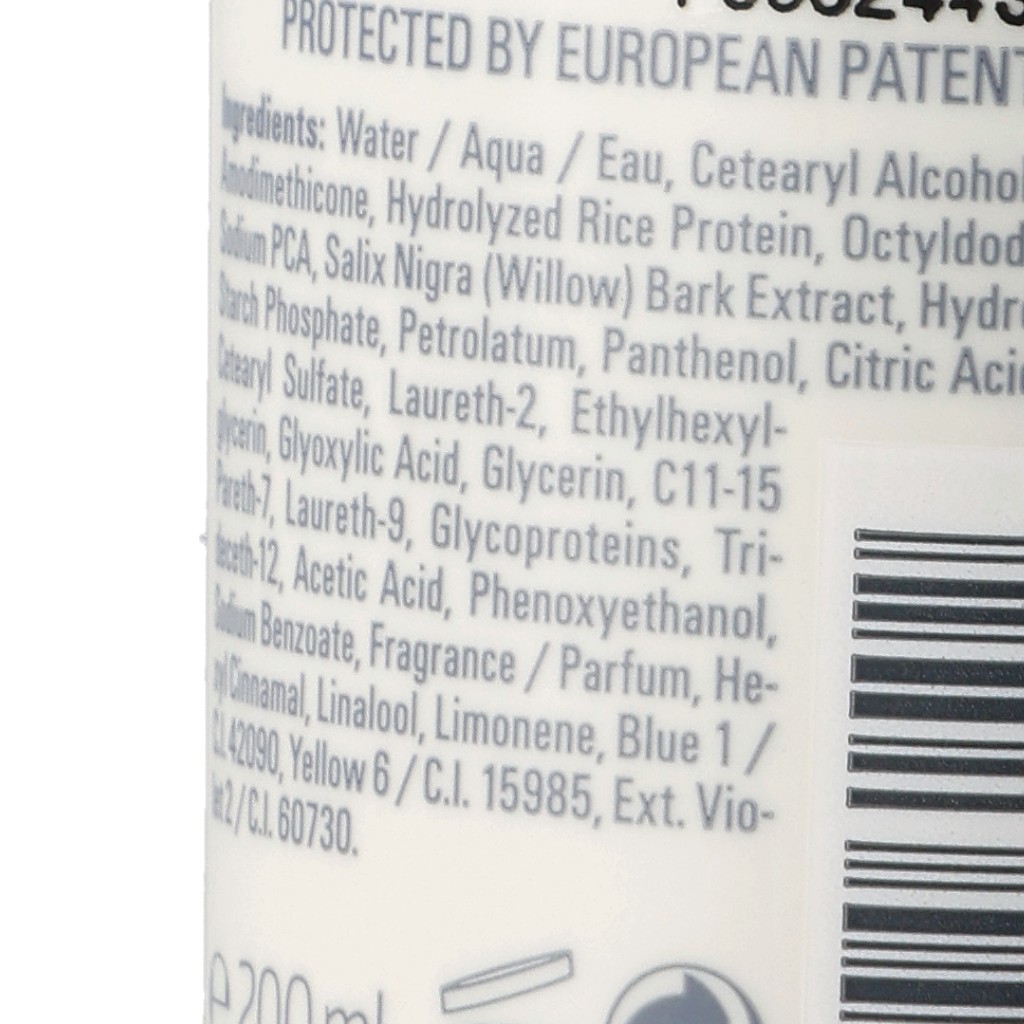 PROTECTED BY EUROPEAN PATENT
Ingredients: Water / Aqua / Eau, Cetearyl Alcohol
Amodimethicone, Hydrolyzed Rice Protein, Octyldod
Sodium PCA, Salix Nigra (Willow) Bark Extract, Hydro
Starch Phosphate, Petrolatum, Panthenol, Citric Acid
Cetearyl Sulfate, Laureth-2, Ethylhexyl-
glycerin, Glyoxylic Acid, Glycerin, C11-15
Pareth-7, Laureth-9, Glycoproteins, Tri-
deceth-12, Acetic Acid, Phenoxyethanol,
Sodium Benzoate, Fragrance / Parfum, He-
xyl Cinnamal, Linalool, Limonene, Blue 1 /
C.I. 42090, Yellow 6 / C.I. 15985, Ext. Vio-
let 2 / C.I. 60730.
e 200 ml